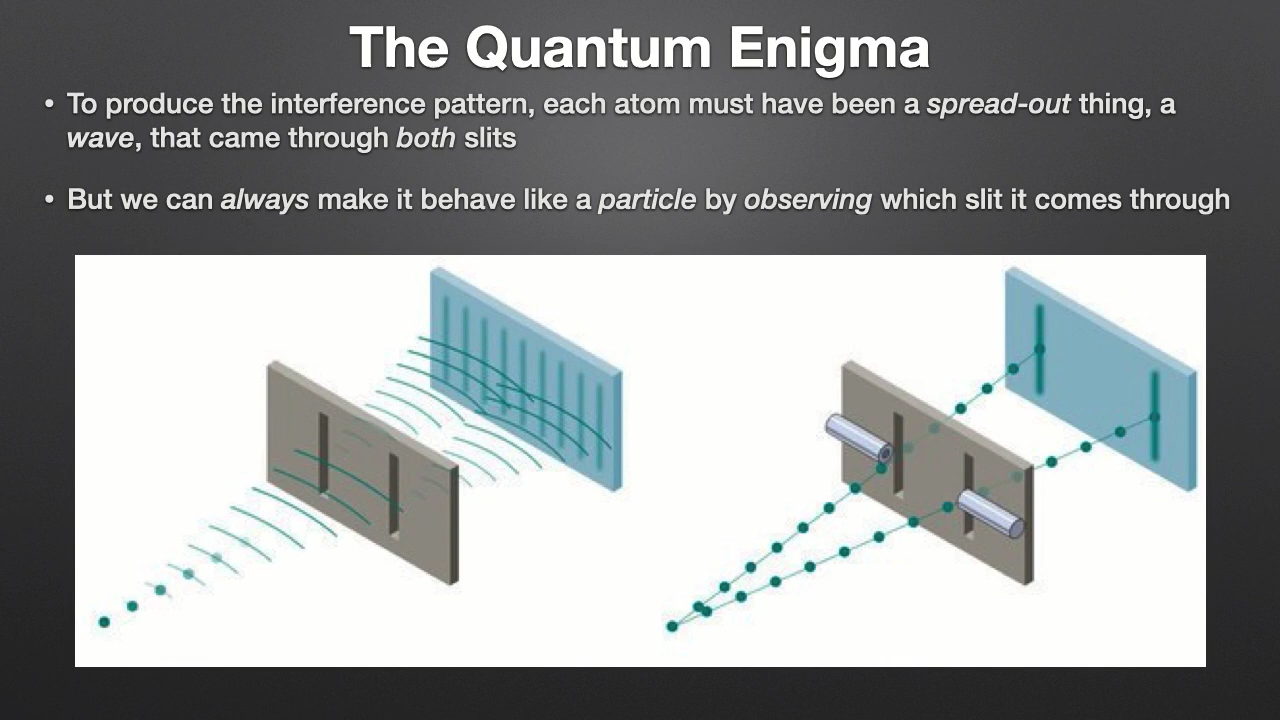 The Quantum Enigma
• To produce the interference pattern, each atom must have been a spread-out thing, a
wave, that came through both slits
• But we can always make it behave like a particle by observing which slit it comes through